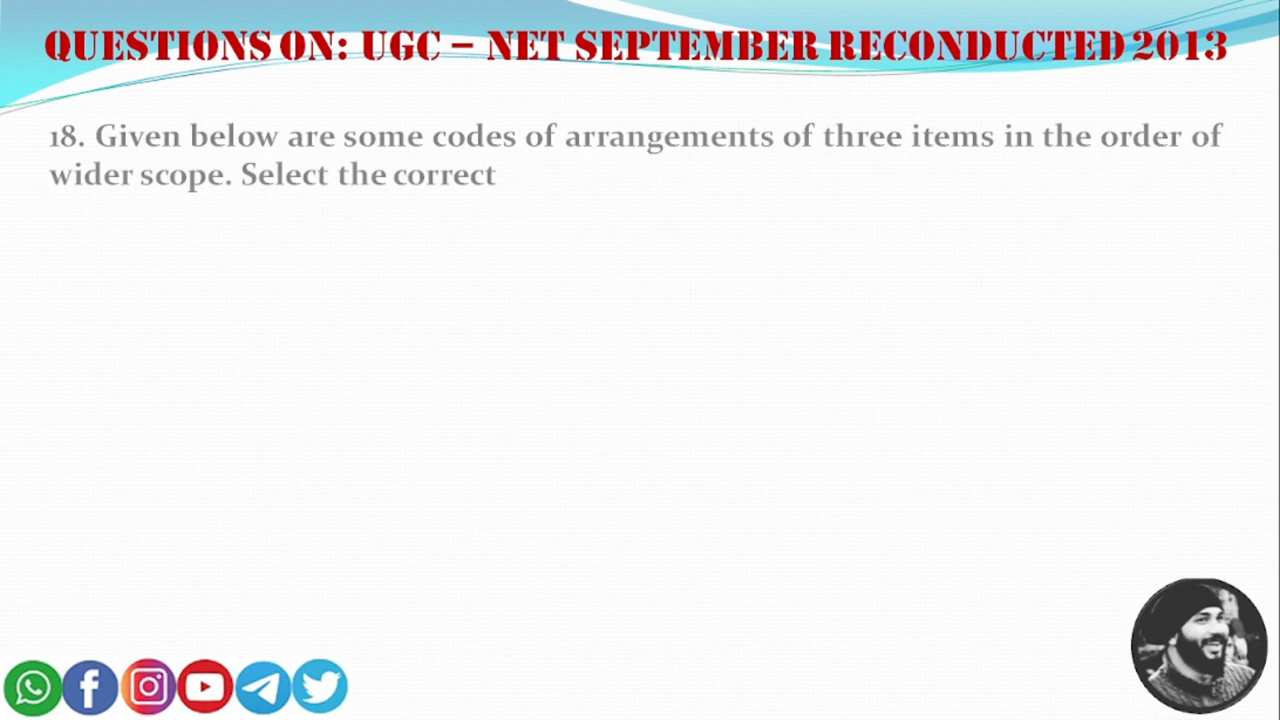 QUESTIONS ON: UGC – NET SEPTEMBER RECONDUCTED 2013
18. Given below are some codes of arrangements of three items in the order of
wider scope. Select the correct